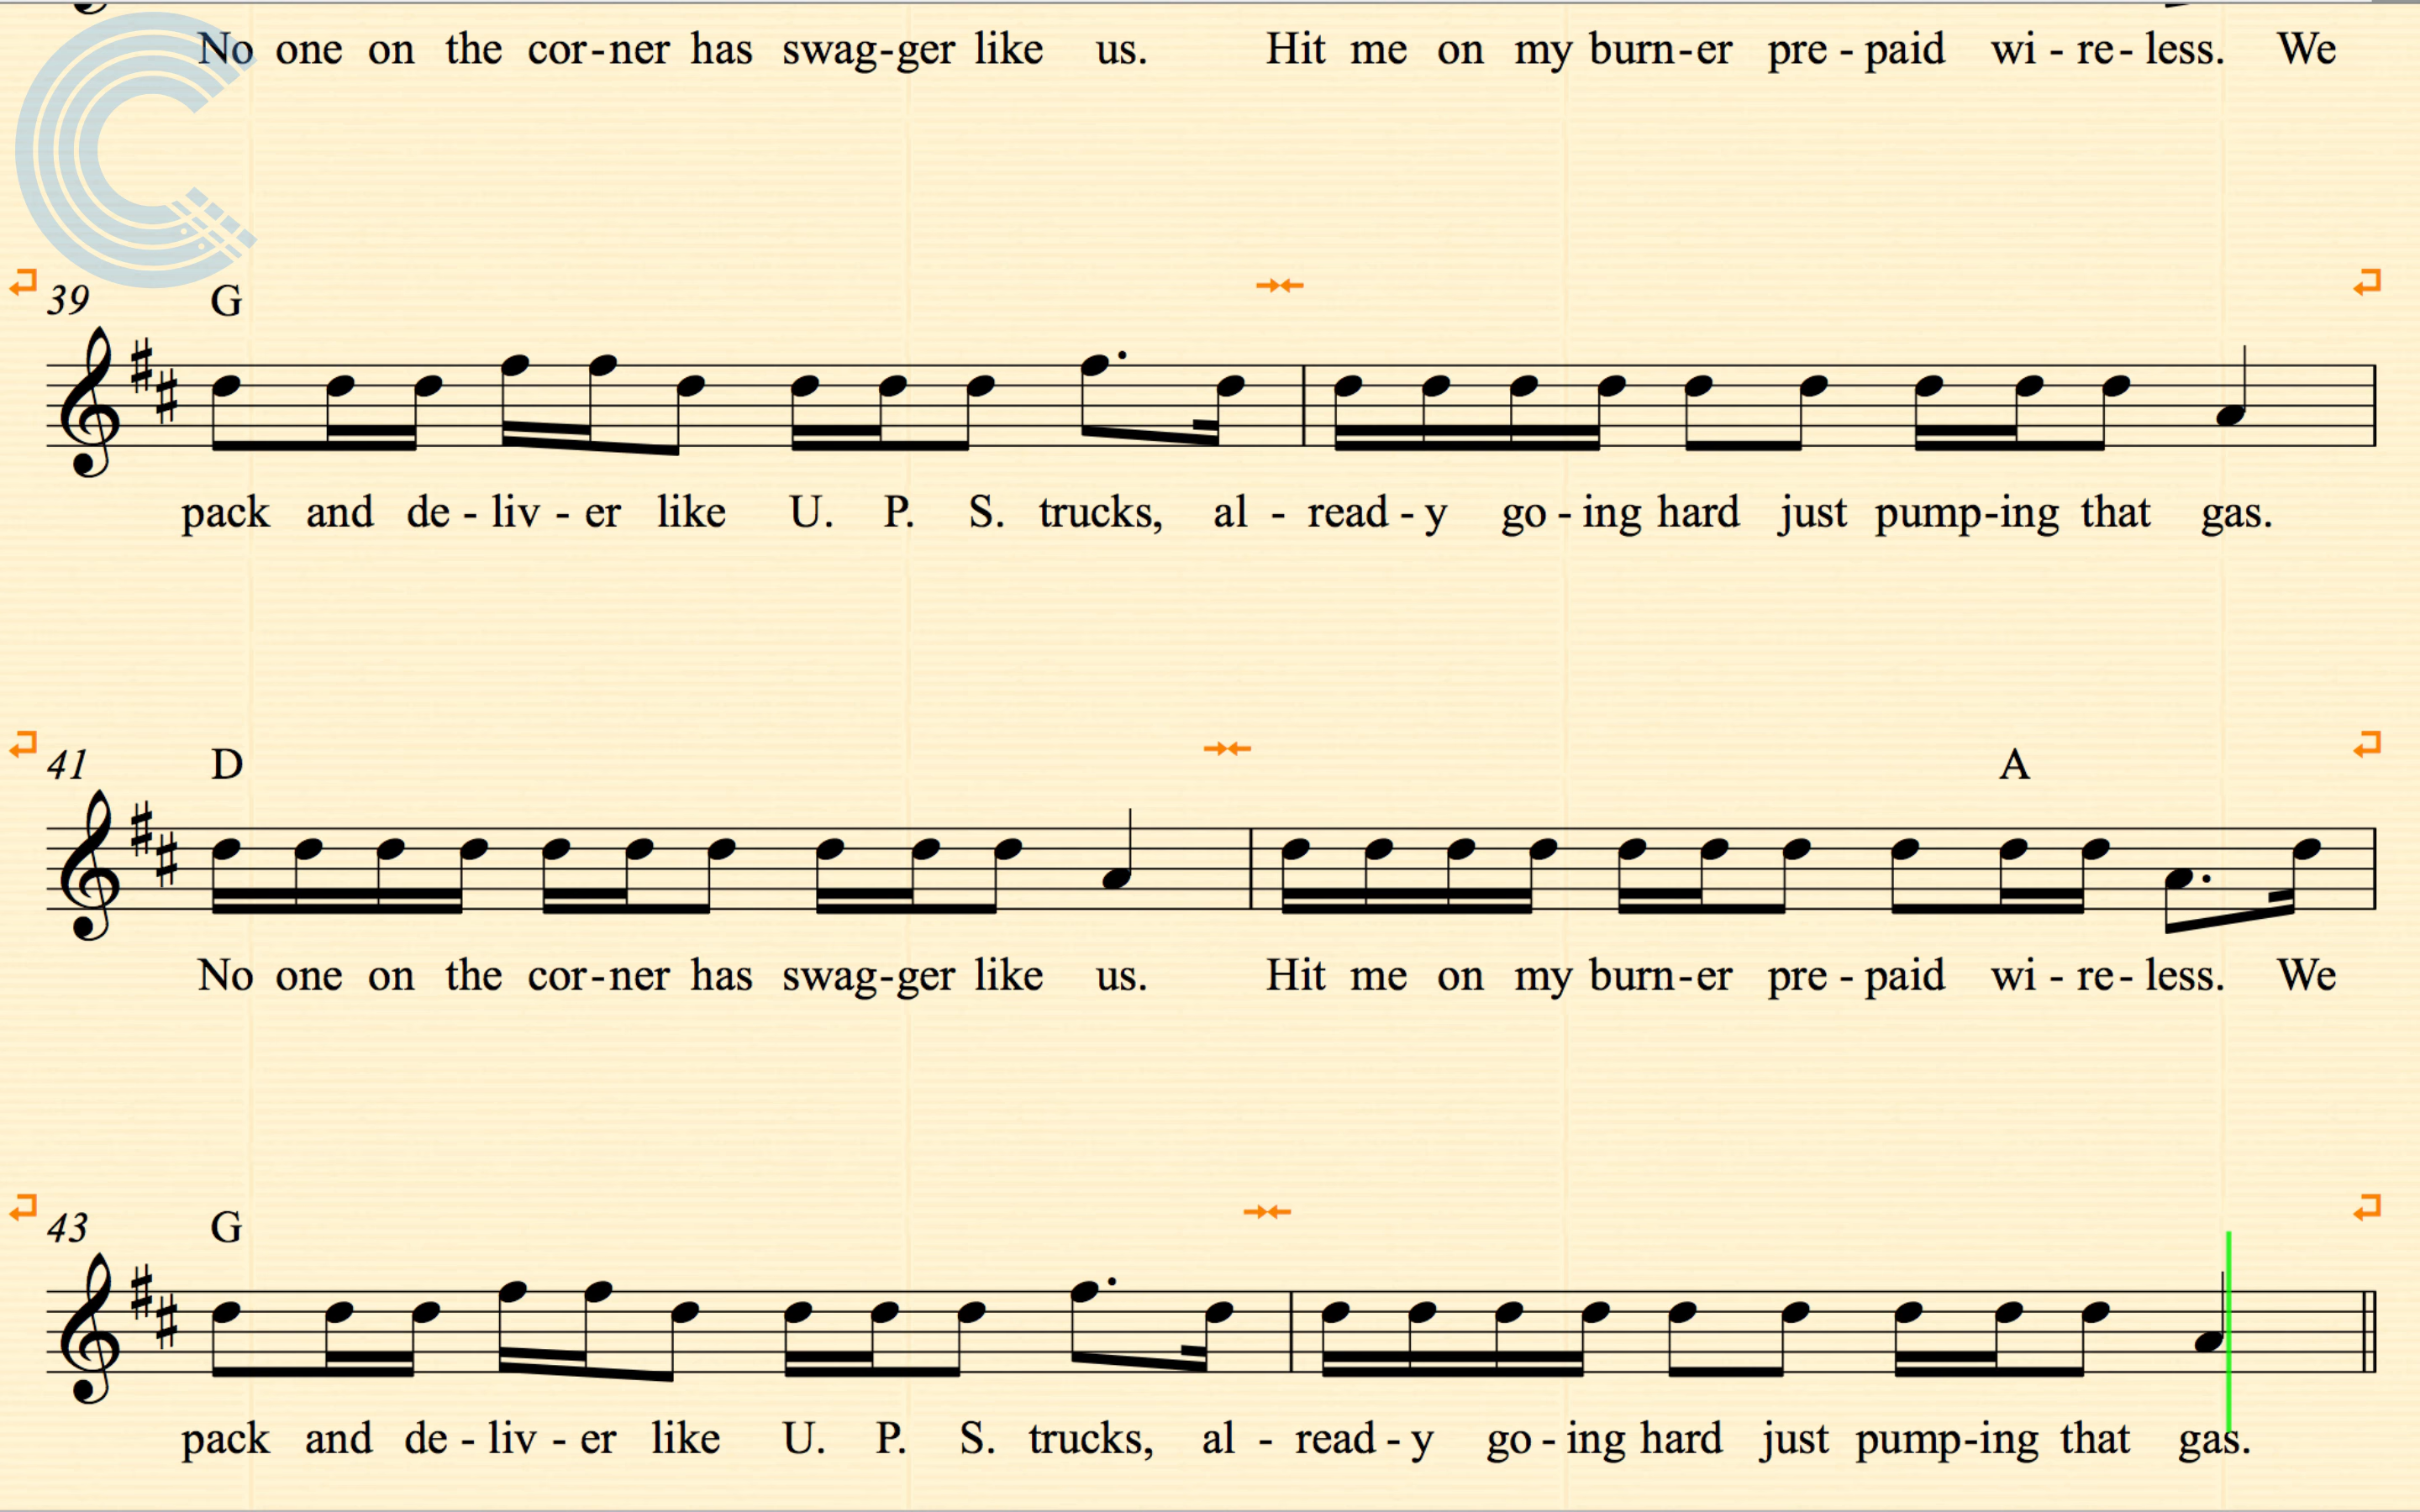 No one on the cor-ner has swag-ger like us. Hit me on my burn-er pre-paid wi-re-less. We
39 G
pack and de-liv-er like U. P. S. trucks, al-read-y go-ing hard just pump-ing that gas.
41 D A
No one on the cor-ner has swag-ger like us. Hit me on my burn-er pre-paid wi-re-less. We
43 G
pack and de-liv-er like U. P. S. trucks, al-read-y go-ing hard just pump-ing that gas.